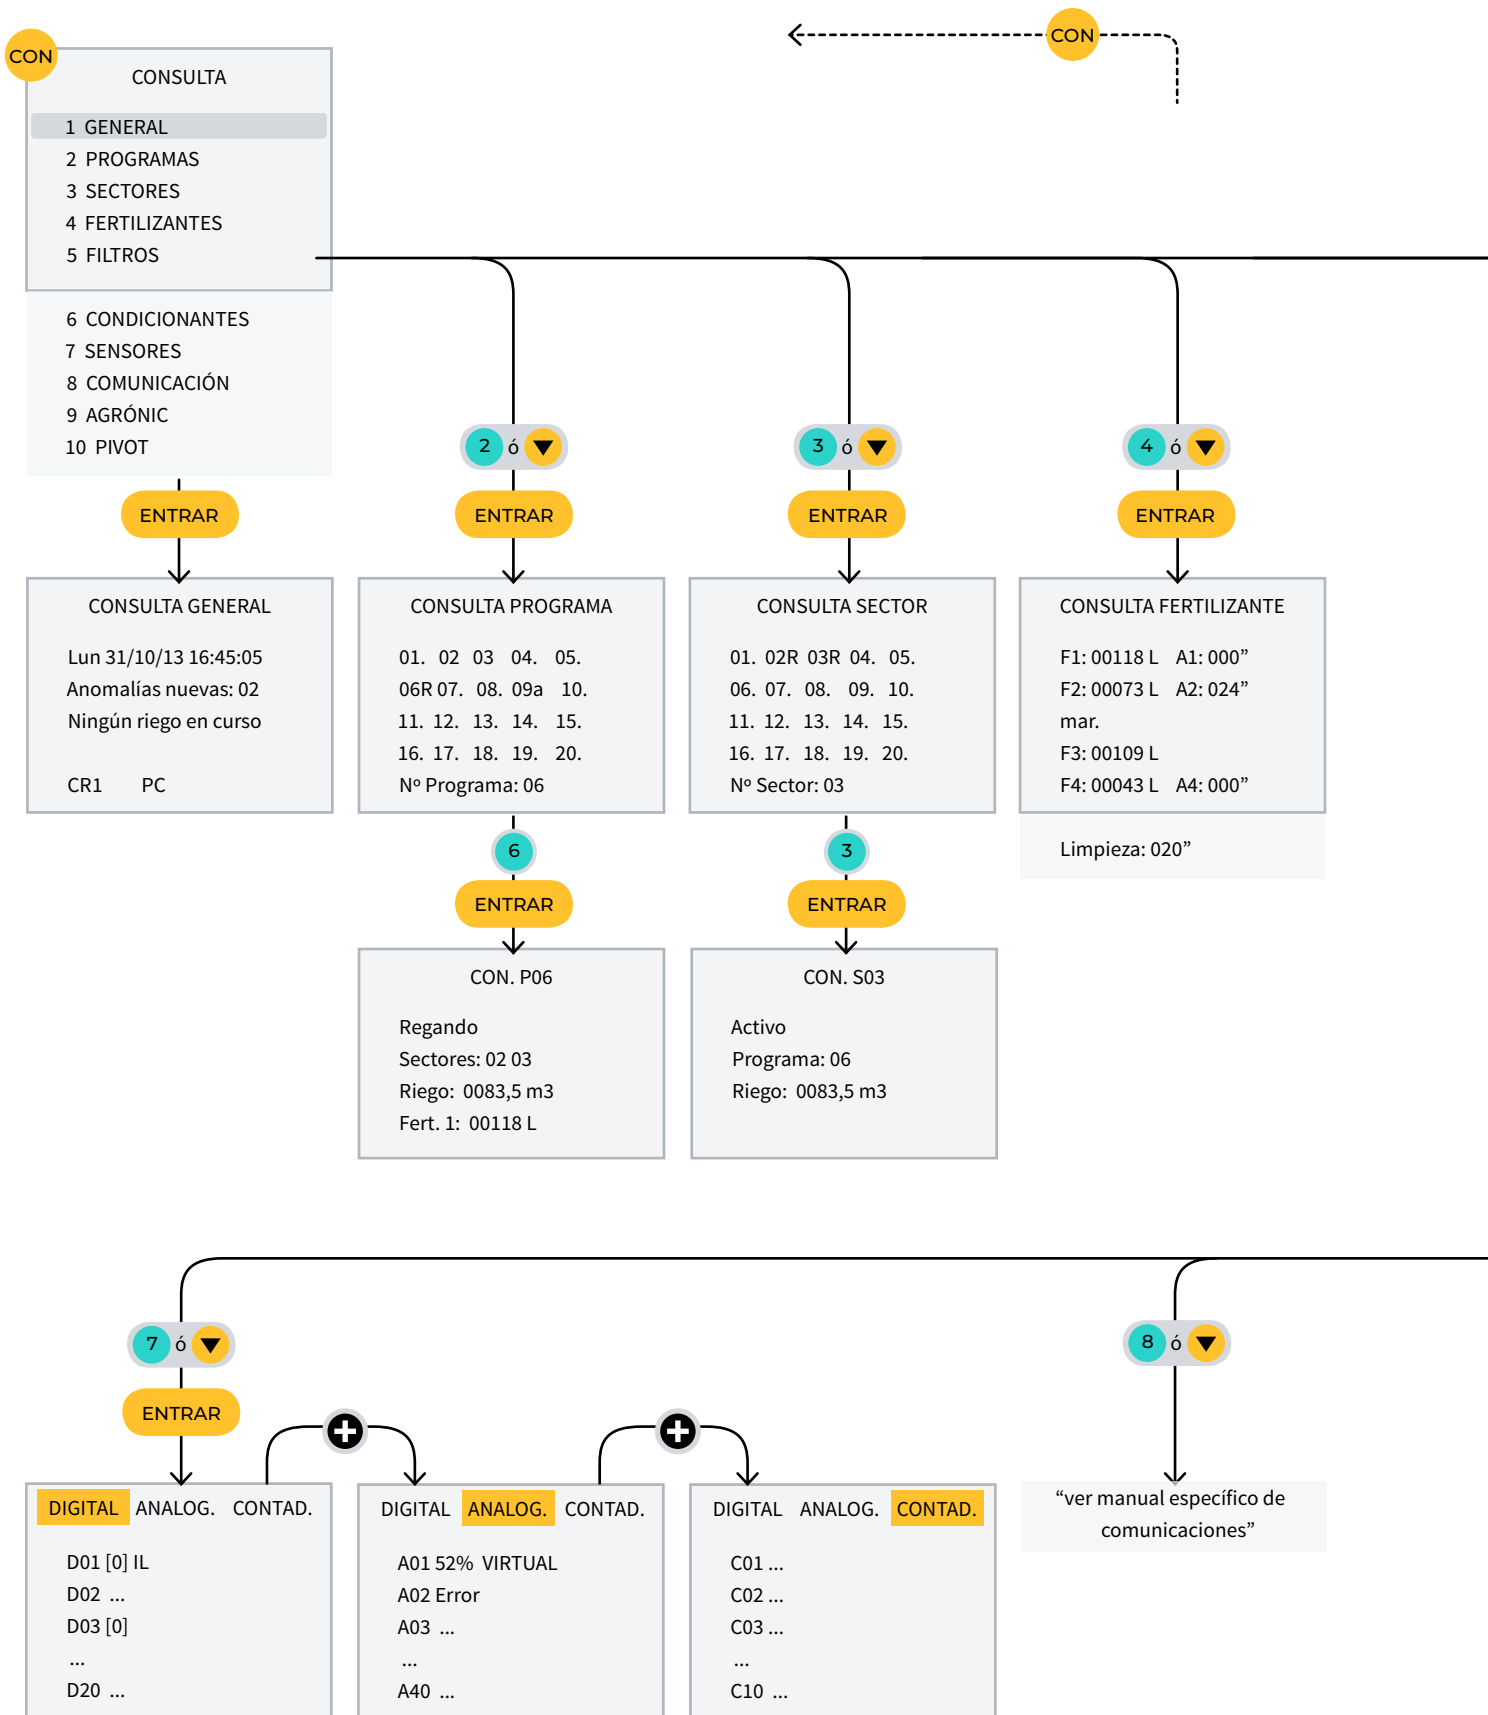 CON
CON
CONSULTA
1 GENERAL
2 PROGRAMAS
3 SECTORES
4 FERTILIZANTES
5 FILTROS
6 CONDICIONANTES
7 SENSORES
8 COMUNICACIÓN
9 AGRÓNIC
10 PIVOT
2 ó
3 ó
4 ó
ENTRAR
ENTRAR
ENTRAR
ENTRAR
CONSULTA GENERAL
Lun 31/10/13 16:45:05
Anomalías nuevas: 02
Ningún riego en curso
CR1 PC
CONSULTA PROGRAMA
01. 02 03 04. 05.
06R 07. 08. 09a 10.
11. 12. 13. 14. 15.
16. 17. 18. 19. 20.
Nº Programa: 06
CONSULTA SECTOR
01. 02R 03R 04. 05.
06. 07. 08. 09. 10.
11. 12. 13. 14. 15.
16. 17. 18. 19. 20.
Nº Sector: 03
CONSULTA FERTILIZANTE
F1: 00118 L A1: 000”
F2: 00073 L A2: 024”
mar.
F3: 00109 L
F4: 00043 L A4: 000”
Limpieza: 020”
6
3
ENTRAR
ENTRAR
CON. P06
Regando
Sectores: 02 03
Riego: 0083,5 m3
Fert. 1: 00118 L
CON. S03
Activo
Programa: 06
Riego: 0083,5 m3
7 ó
8 ó
ENTRAR
DIGITAL ANALOG. CONTAD.
D01 [0] IL
D02 ...
D03 [0]
...
D20 ...
DIGITAL ANALOG. CONTAD.
A01 52% VIRTUAL
A02 Error
A03 ...
...
A40 ...
DIGITAL ANALOG. CONTAD.
C01 ...
C02 ...
C03 ...
...
C10 ...
“ver manual específico de
comunicaciones”